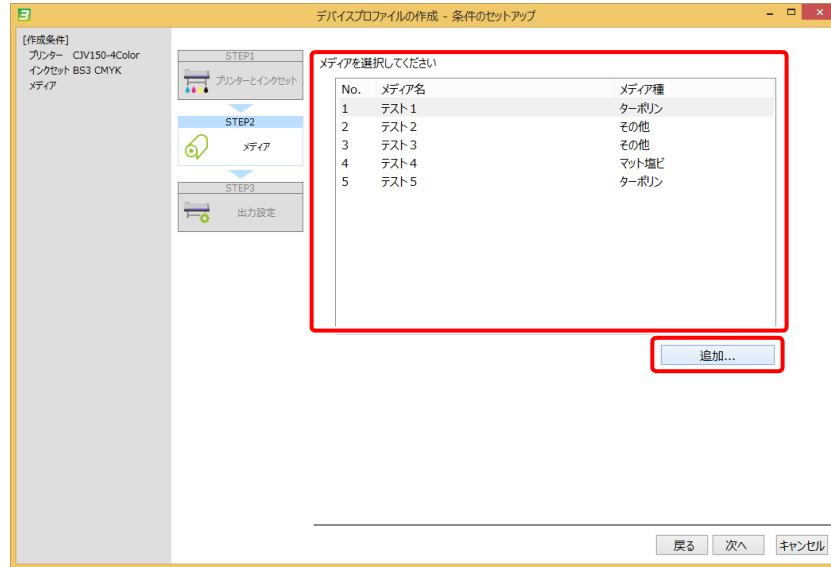 デバイスプロファイルの作成 - 条件のセットアップ
[作成条件]
プリンター CJV150-4Color
インクセット BS3 CMYK
メディア
STEP1
プリンターとインクセット
STEP2
メディア
STEP3
出力設定
メディアを選択してください
No. メディア名 メディア種
1 テスト1 ターポリン
2 テスト2 その他
3 テスト3 その他
4 テスト4 マット塩ビ
5 テスト5 ターポリン
追加...
戻る 次へ キャンセル